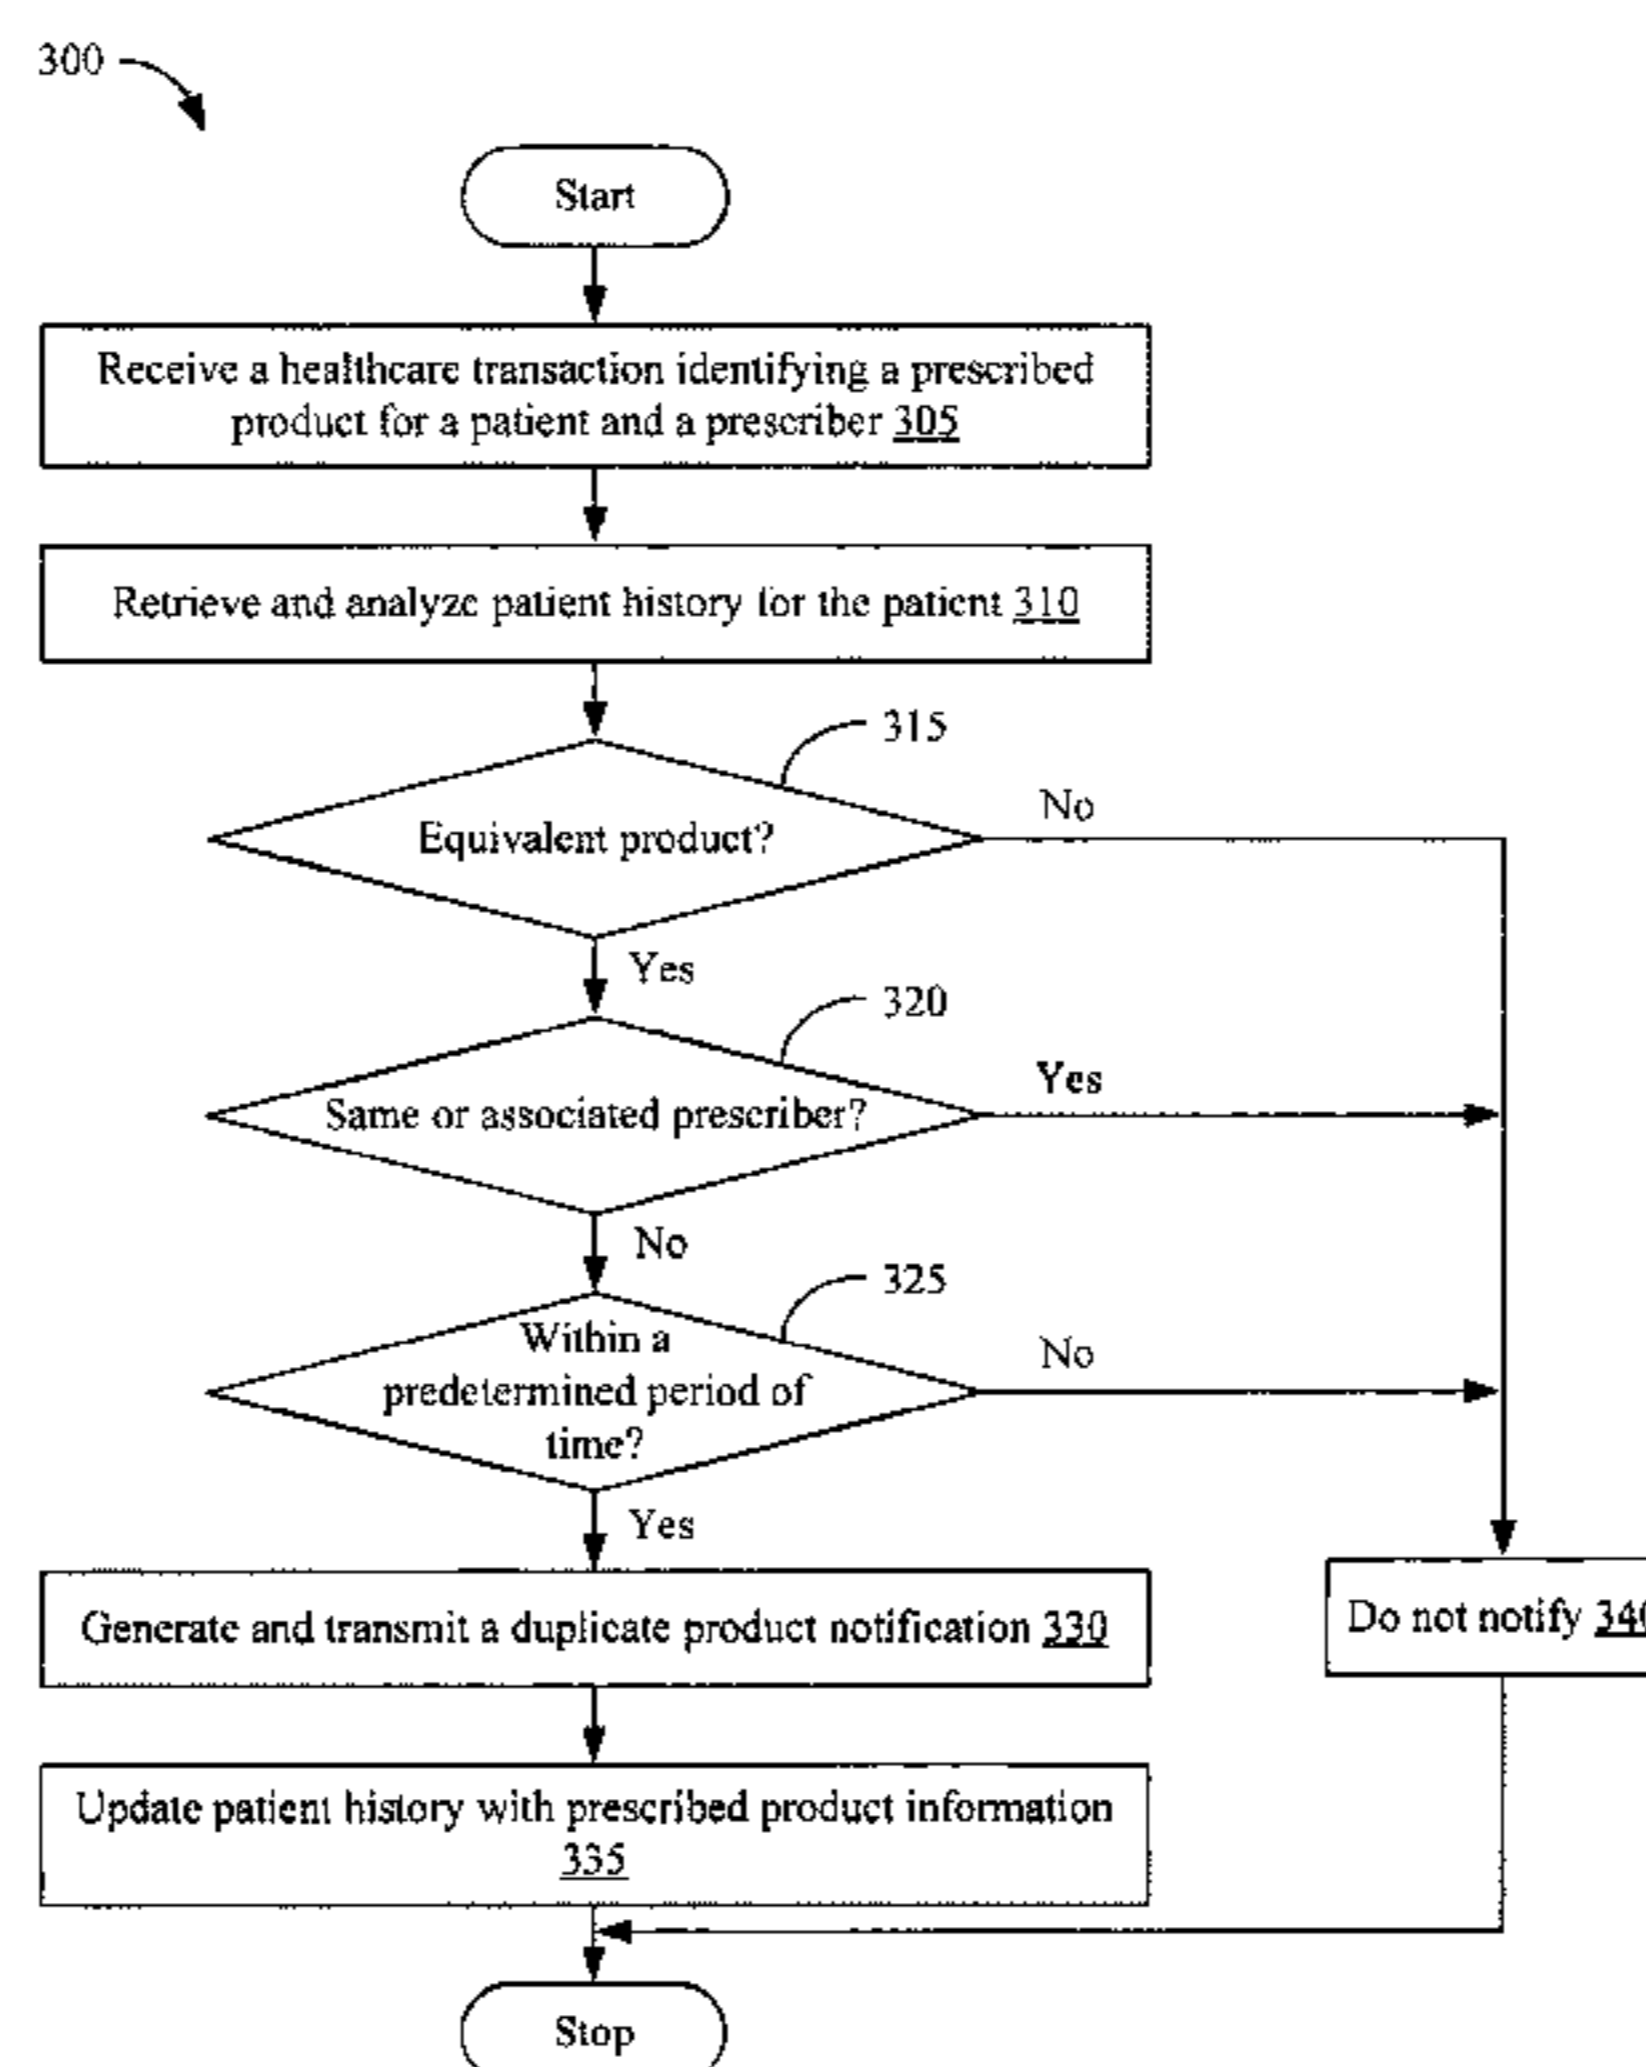 300
Start
Receive a healthcare transaction identifying a prescribed
product for a patient and a prescriber 305
Retrieve and analyze patient history for the patient 310
315
Equivalent product?
No
Yes
320
Same or associated prescriber?
Yes
No
325
Within a
predetermined period of
time?
No
Yes
Generate and transmit a duplicate product notification 330
Do not notify 340
Update patient history with prescribed product information
335
Stop